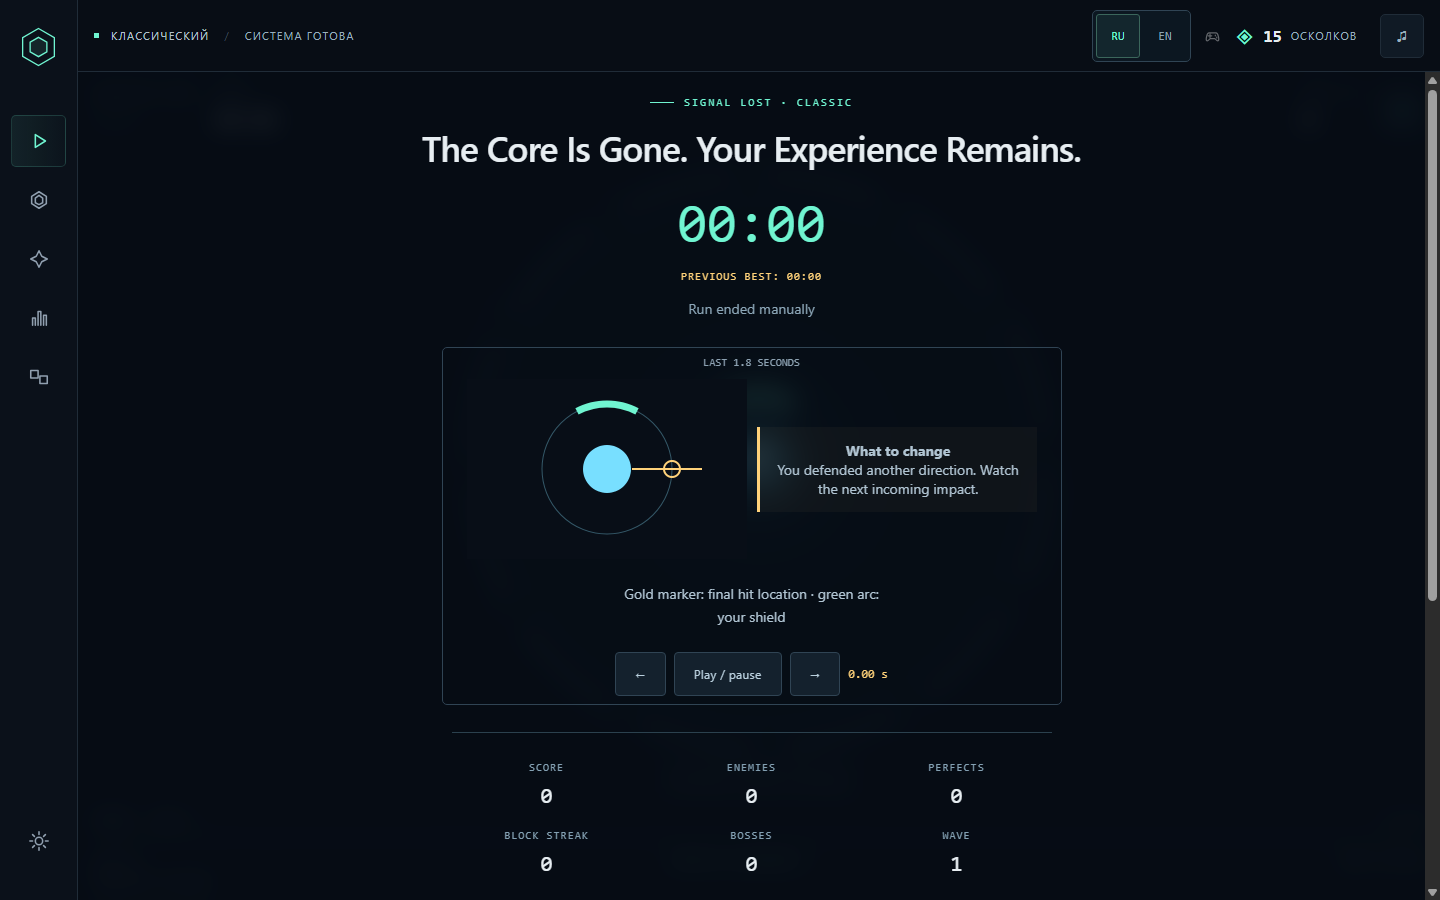 КЛАССИЧЕСКИЙ / СИСТЕМА ГОТОВА
RU EN
15 ОСКОЛКОВ
SIGNAL LOST · CLASSIC
The Core Is Gone. Your Experience Remains.
00:00
PREVIOUS BEST: 00:00
Run ended manually
LAST 1.8 SECONDS
What to change
You defended another direction. Watch
the next incoming impact.
Gold marker: final hit location · green arc:
your shield
← Play / pause → 0.00 s
SCORE ENEMIES PERFECTS
0 0 0
BLOCK STREAK BOSSES WAVE
0 0 1